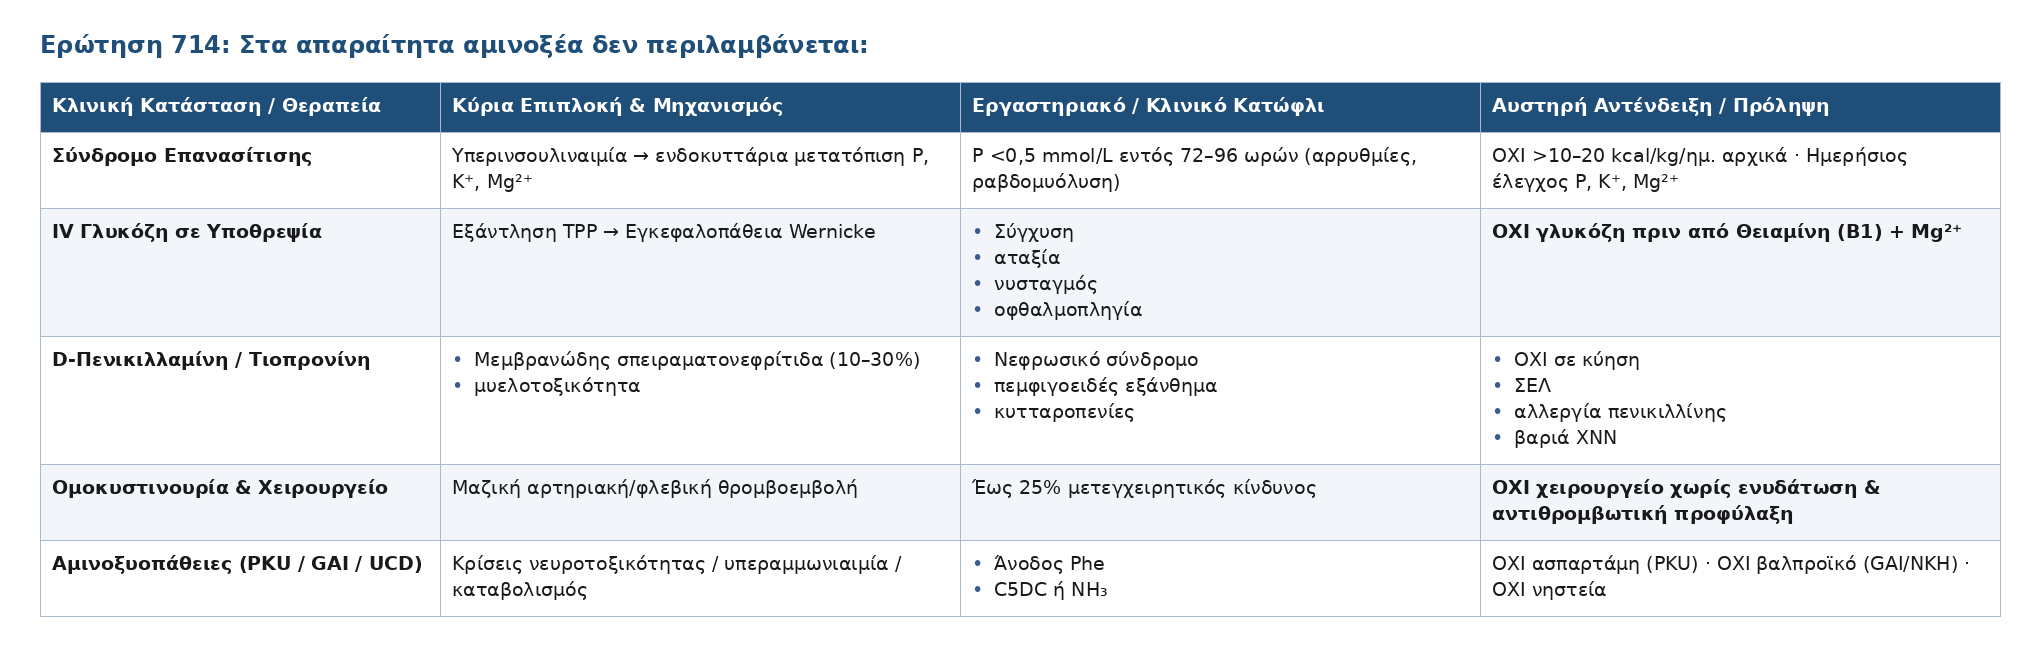 Ερώτηση 714: Στα απαραίτητα αμινοξέα δεν περιλαμβάνεται:
Κλινική Κατάσταση / Θεραπεία
Κύρια Επιπλοκή & Μηχανισμός
Εργαστηριακό / Κλινικό Κατώφλι
Αυστηρή Αντένδειξη / Πρόληψη
Σύνδρομο Επανασίτισης
Υπερινσουλιναιμία → ενδοκυττάρια μετατόπιση P,
K⁺, Mg²⁺
P <0,5 mmol/L εντός 72–96 ωρών (αρρυθμίες,
ραβδομυόλυση)
ΟΧΙ >10–20 kcal/kg/ημ. αρχικά · Ημερήσιος
έλεγχος P, K⁺, Mg²⁺
IV Γλυκόζη σε Υποθρεψία
Εξάντληση TPP → Εγκεφαλοπάθεια Wernicke
• Σύγχυση
• αταξία
• νυσταγμός
• οφθαλμοπληγία
ΟΧΙ γλυκόζη πριν από Θειαμίνη (B1) + Mg²⁺
D-Πενικιλλαμίνη / Τιοπρονίνη
• Μεμβρανώδης σπειραματονεφρίτιδα (10–30%)
• μυελοτοξικότητα
• Νεφρωσικό σύνδρομο
• πεμφιγοειδές εξάνθημα
• κυτταροπενίες
• ΟΧΙ σε κύηση
• ΣΕΛ
• αλλεργία πενικιλλίνης
• βαριά ΧΝΝ
Ομοκυστινουρία & Χειρουργείο
Μαζική αρτηριακή/φλεβική θρομβοεμβολή
Έως 25% μετεγχειρητικός κίνδυνος
ΟΧΙ χειρουργείο χωρίς ενυδάτωση &
αντιθρομβωτική προφύλαξη
Αμινοξυοπάθειες (PKU / GAI / UCD)
Κρίσεις νευροτοξικότητας / υπεραμμωνιαιμία /
καταβολισμός
• Άνοδος Phe
• C5DC ή NH₃
ΟΧΙ ασπαρτάμη (PKU) · ΟΧΙ βαλπροϊκό (GAI/NKH) ·
ΟΧΙ νηστεία